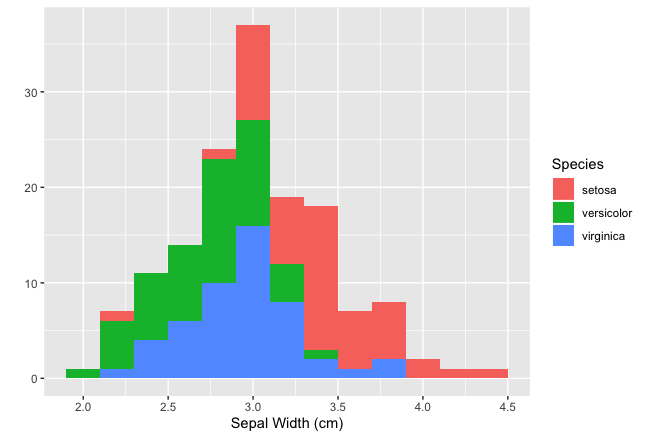 30
20
10
0
2.0 2.5 3.0 3.5 4.0 4.5
Sepal Width (cm)
Species
setosa
versicolor
virginica